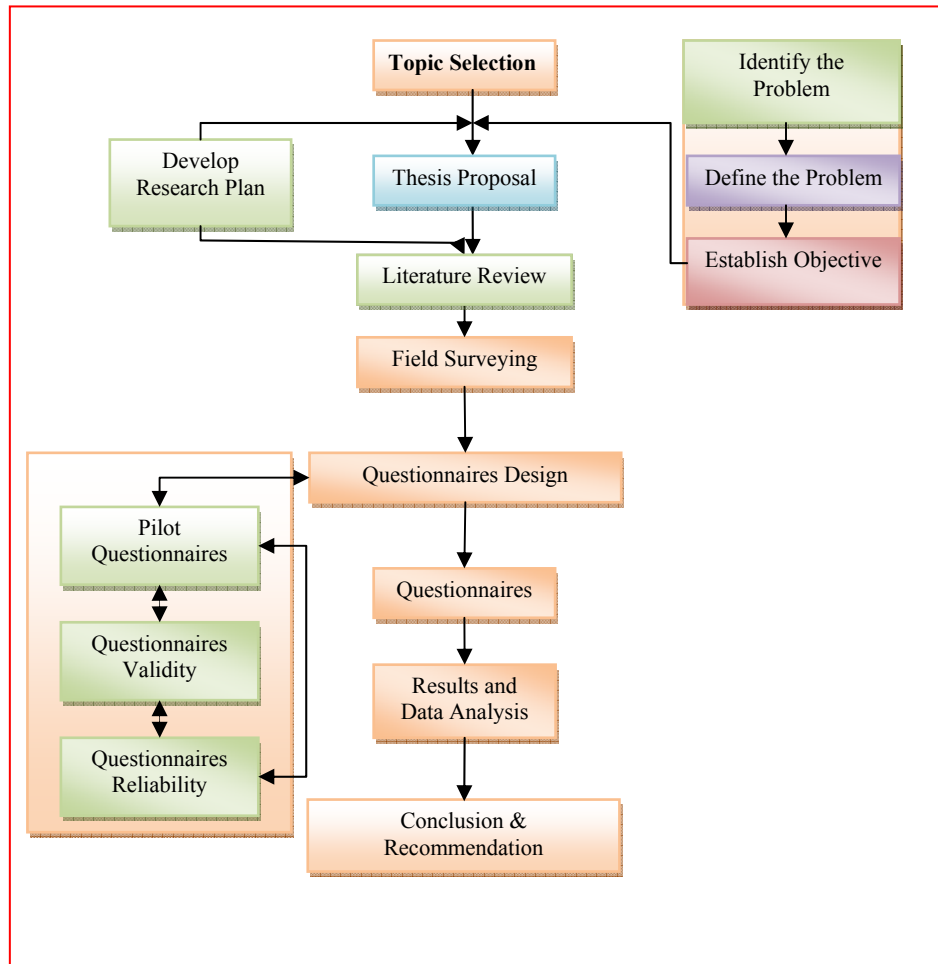 Topic Selection
Identify the
Problem
Develop
Research Plan
Thesis Proposal
Define the Problem
Literature Review
Establish Objective
Field Surveying
Questionnaires Design
Pilot
Questionnaires
Questionnaires
Validity
Questionnaires
Reliability
Questionnaires
Results and
Data Analysis
Conclusion &
Recommendation